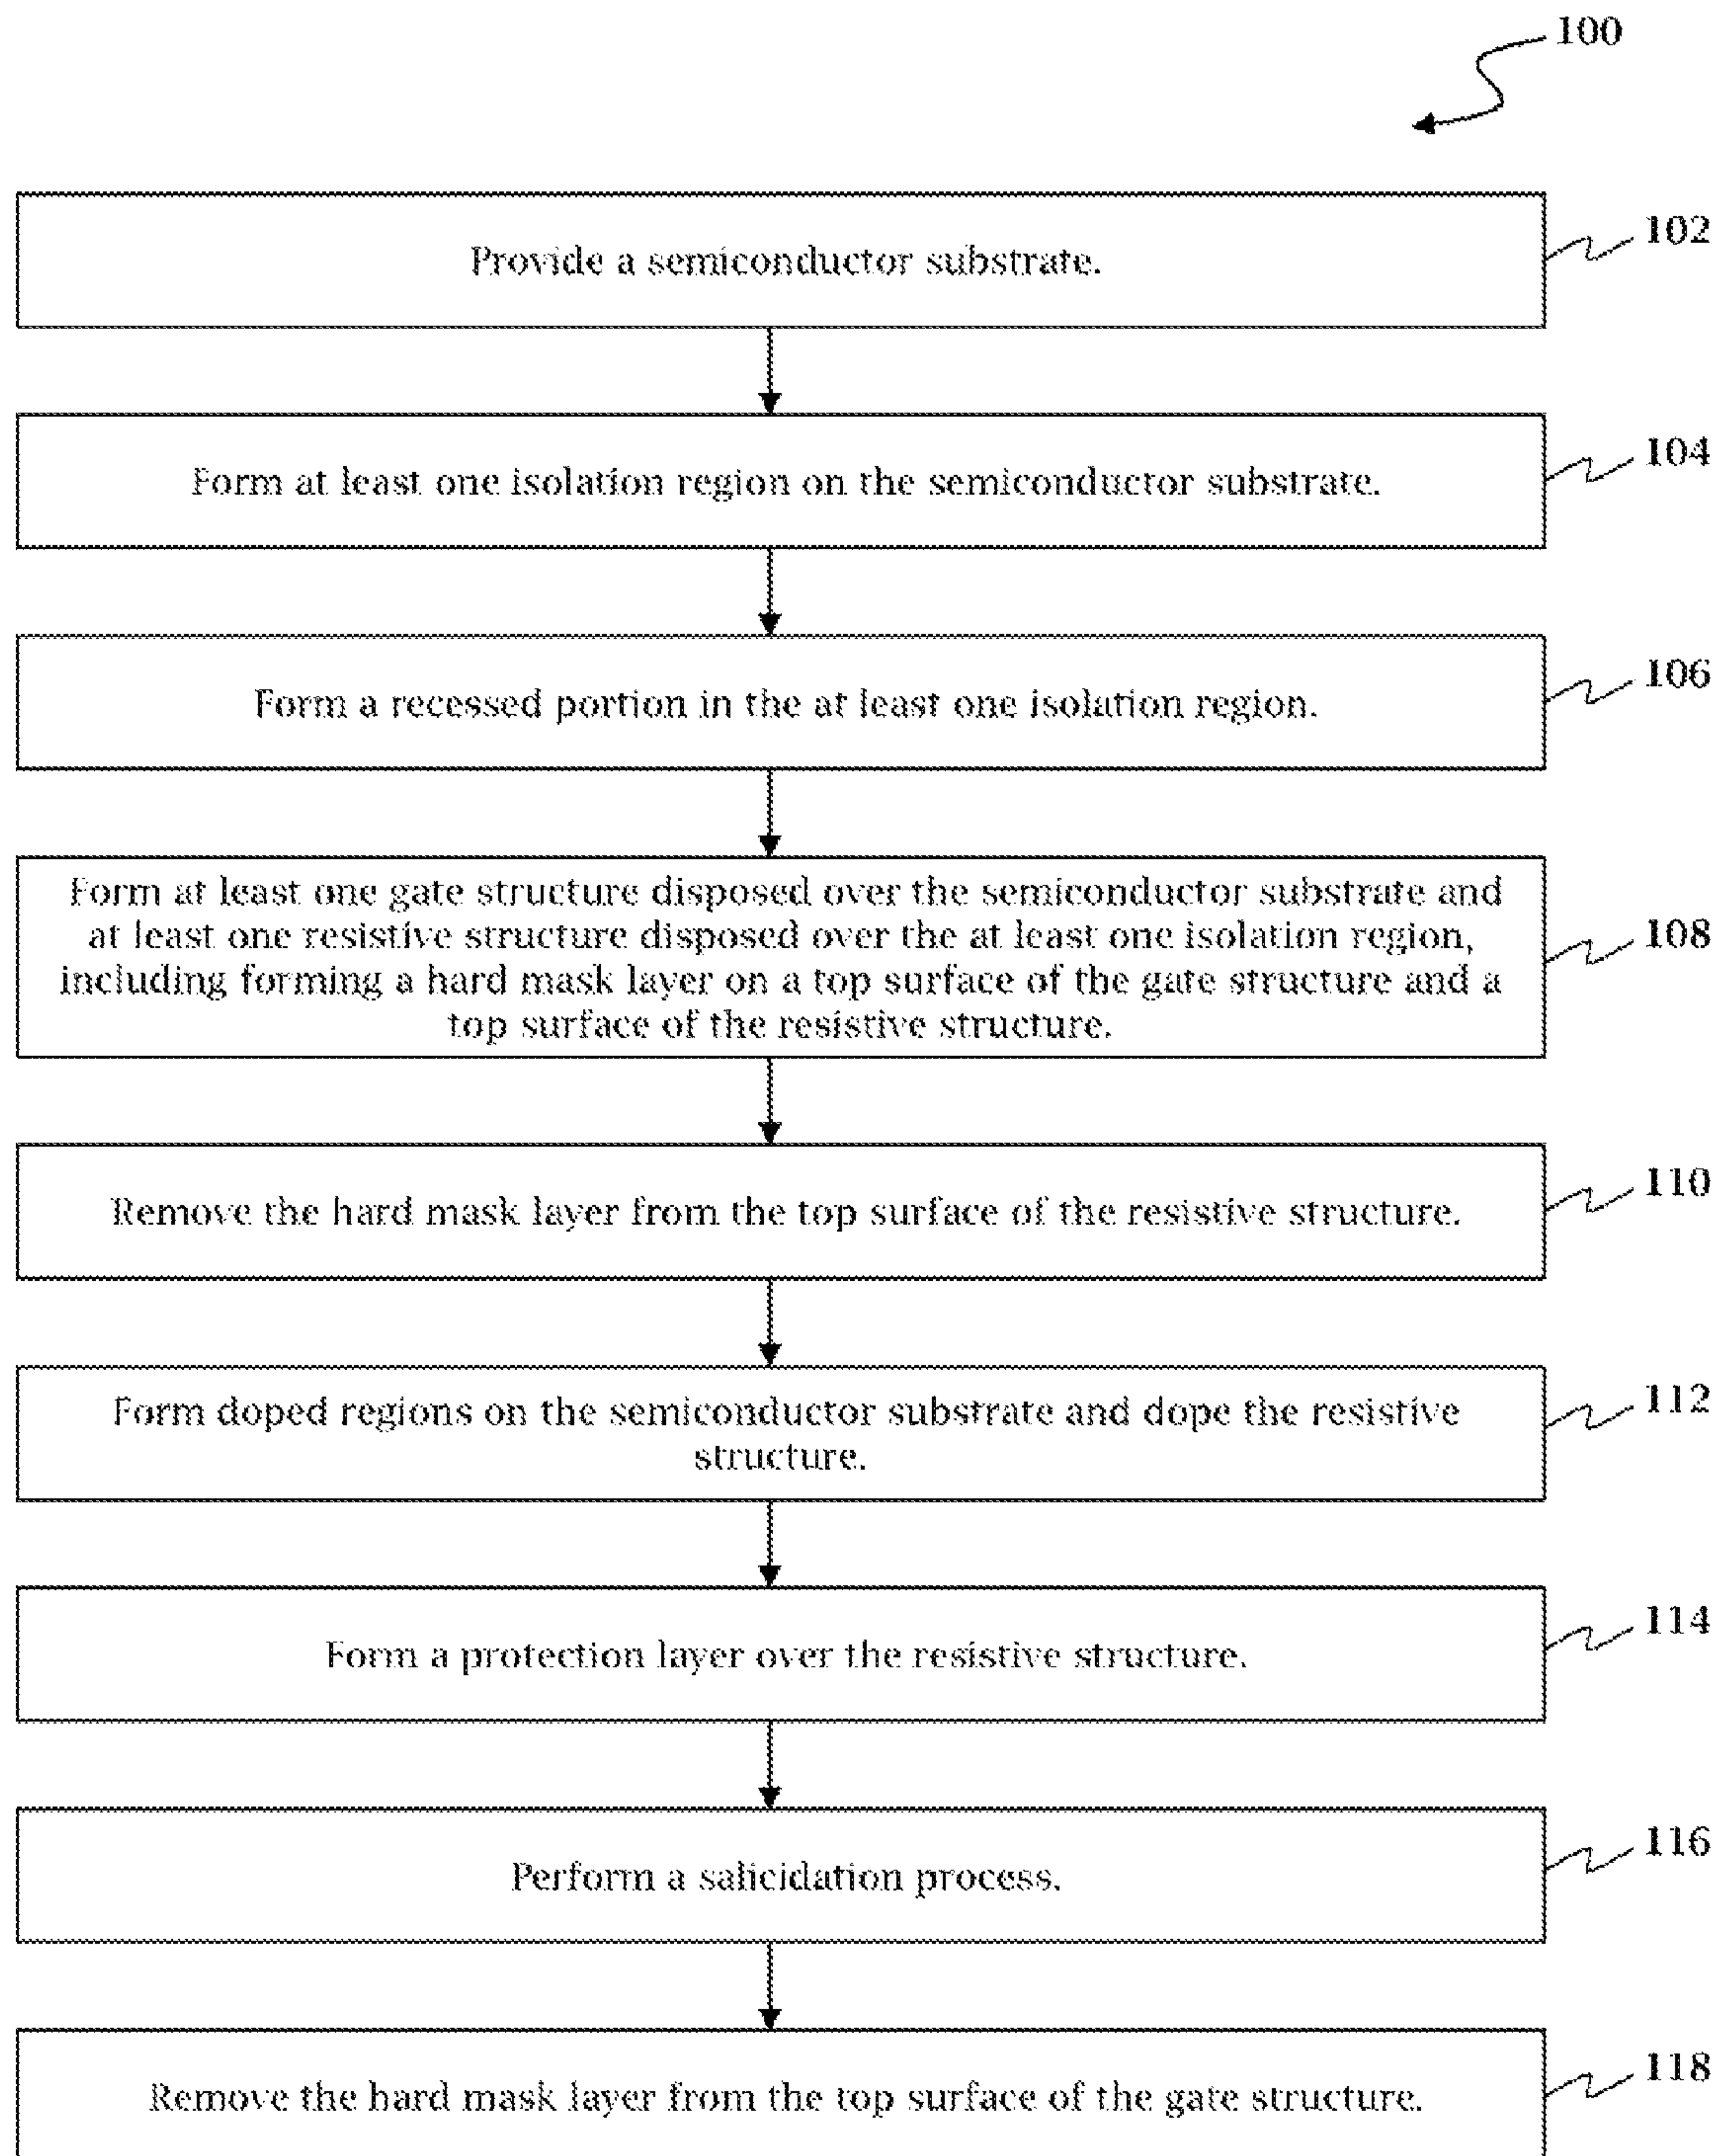 100
Provide a semiconductor substrate.
102
Form at least one isolation region on the semiconductor substrate.
104
Form a recessed portion in the at least one isolation region.
106
Form at least one gate structure disposed over the semiconductor substrate and
at least one resistive structure disposed over the at least one isolation region,
including forming a hard mask layer on a top surface of the gate structure and a
top surface of the resistive structure.
108
Remove the hard mask layer from the top surface of the resistive structure.
110
Form doped regions on the semiconductor substrate and dope the resistive
structure.
112
Form a protection layer over the resistive structure.
114
Perform a salicidation process.
116
Remove the hard mask layer from the top surface of the gate structure.
118